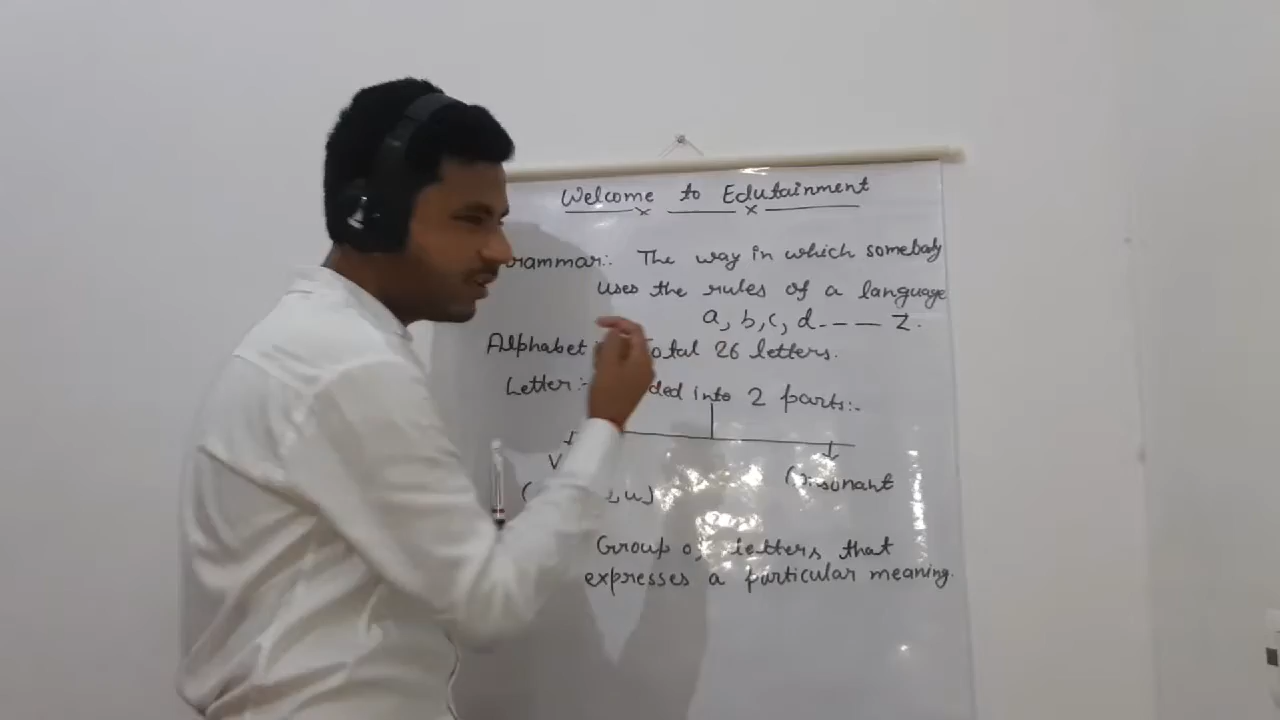 Welcome to Edutainment
rammar:. The way in which somebody
uses the rules of a language
a, b, c, d - - — — z.
Alphabet Total 26 letters.
Letter:- ded into 2 parts:-
V
( i, u)
Consonant
Group of letters that
expresses a particular meaning.